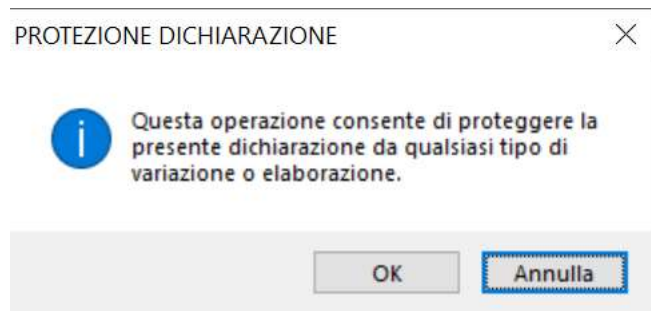 PROTEZIONE DICHIARAZIONE
Questa operazione consente di proteggere la
presente dichiarazione da qualsiasi tipo di
variazione o elaborazione.
OK
Annulla